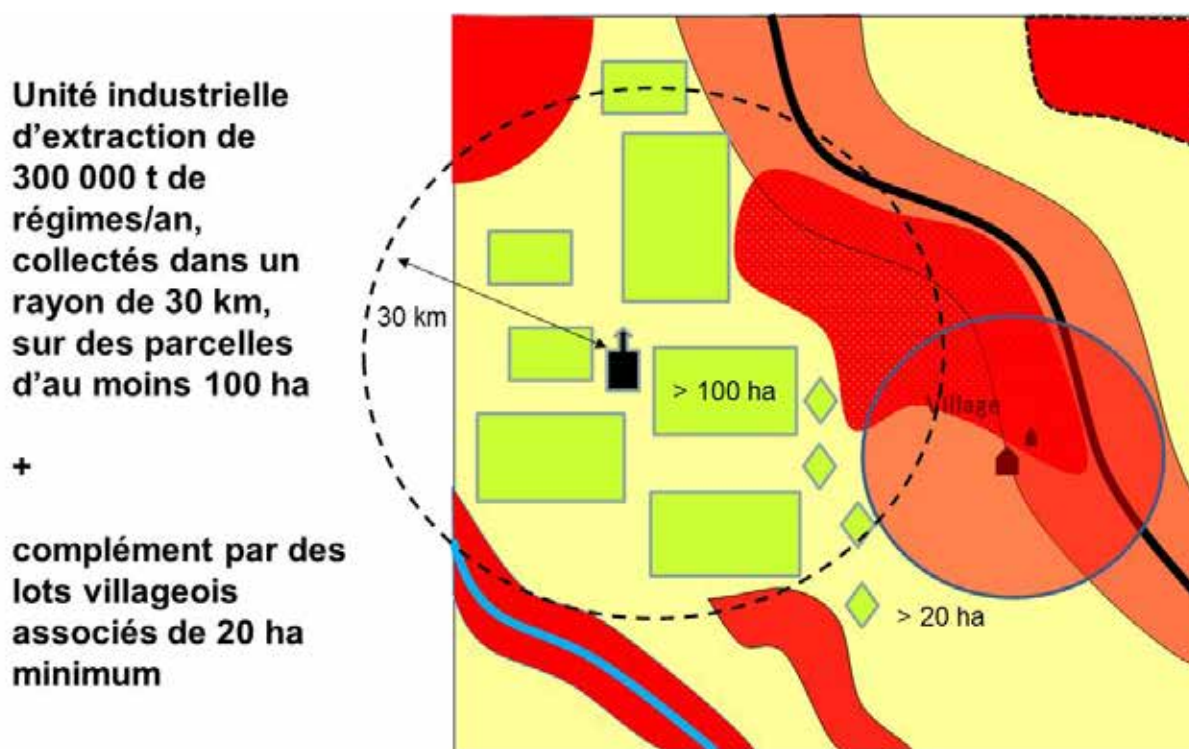 Unité industrielle
d'extraction de
300 000 t de
régimes/an,
collectés dans un
rayon de 30 km,
sur des parcelles
d'au moins 100 ha
+
complément par des
lots villageois
associés de 20 ha
minimum
30 km
> 100 ha
Village
> 20 ha